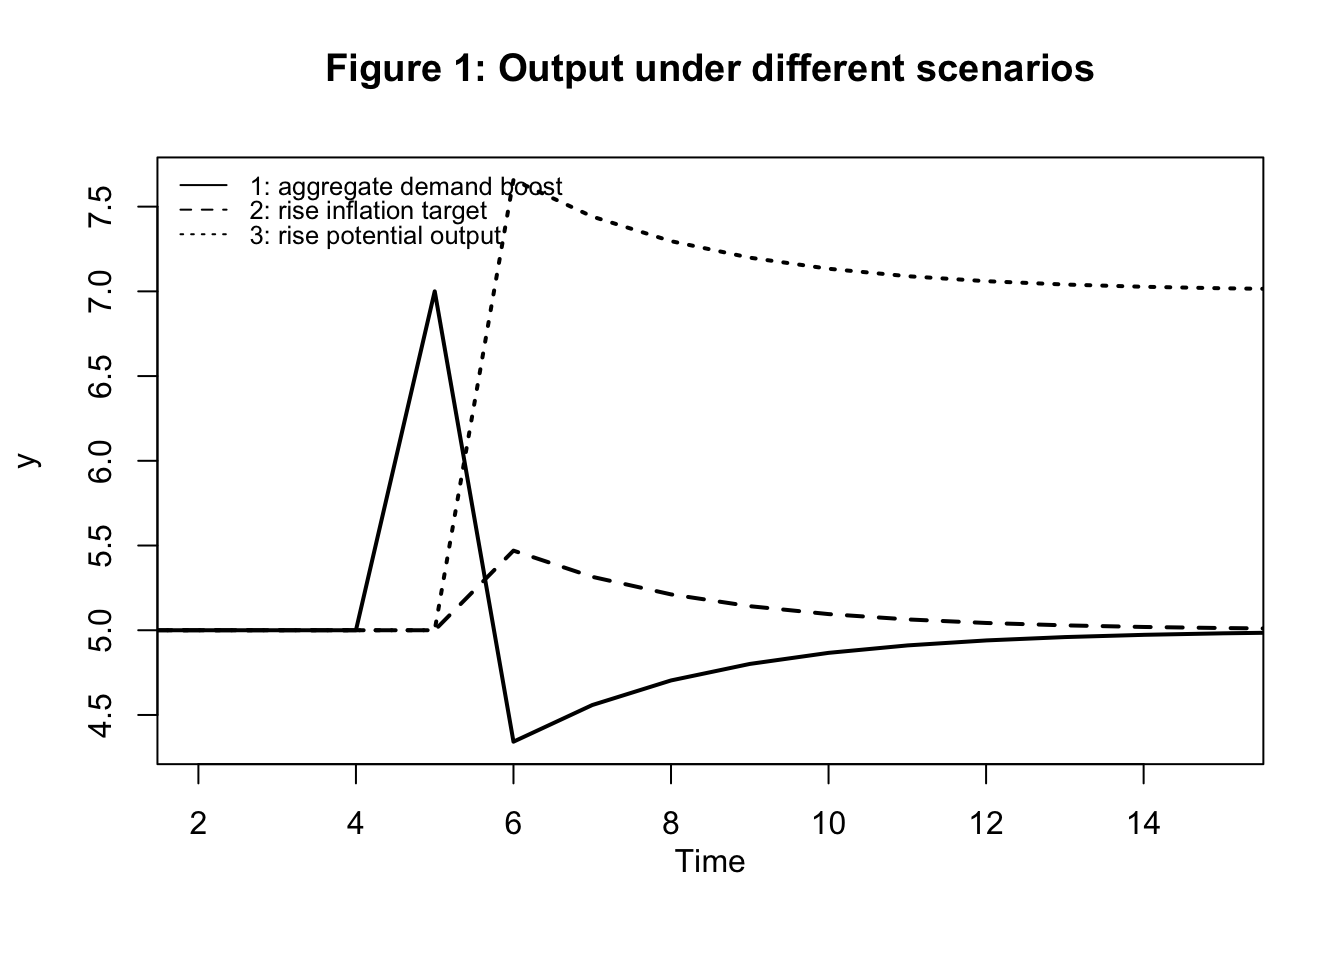 Figure 1: Output under different scenarios
1: aggregate demand boost
2: rise inflation target
3: rise potential output
y
7.5
7.0
6.5
6.0
5.5
5.0
4.5
2 4 6 8 10 12 14
Time